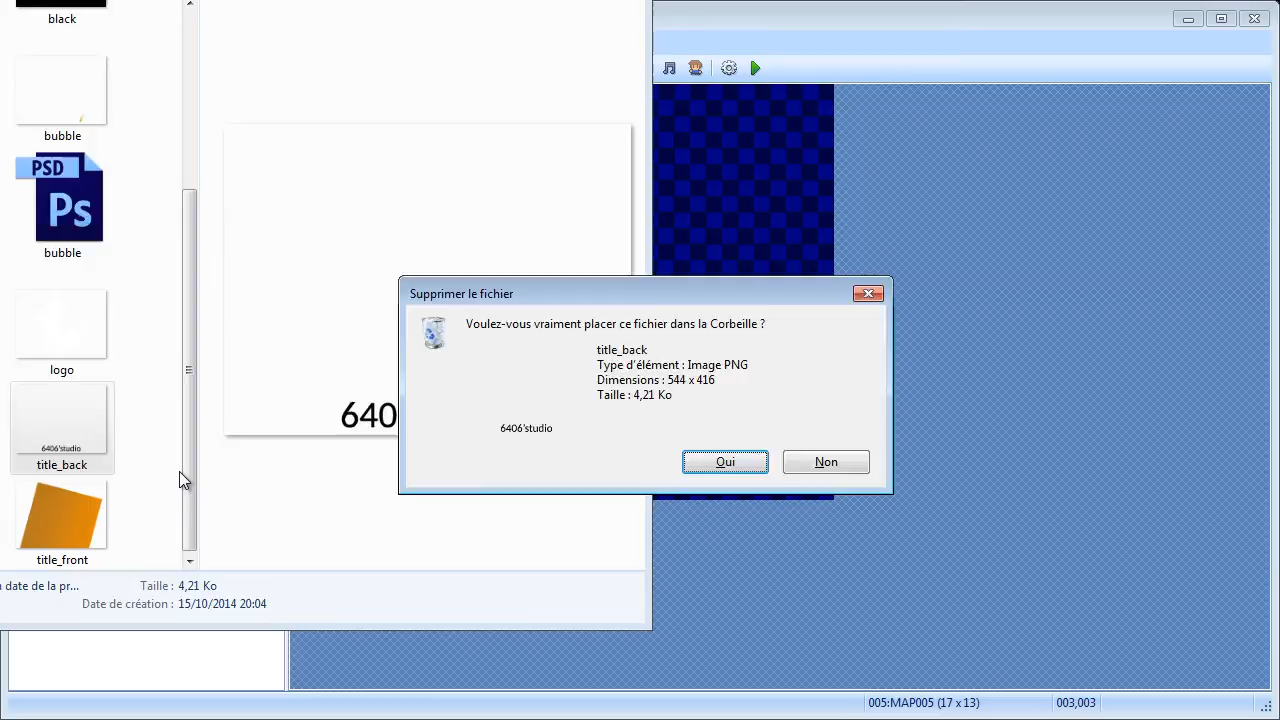 black
bubble
PSD
Ps
bubble
logo
6406'studio
title_back
title_front
640
Supprimer le fichier
Voulez-vous vraiment placer ce fichier dans la Corbeille ?
title_back
Type d'élément : Image PNG
Dimensions : 544 x 416
Taille : 4,21 Ko
6406'studio
Oui
Non
date de la pr...
Taille : 4,21 Ko
Date de création : 15/10/2014 20:04
005:MAP005 (17 x 13)
003,003